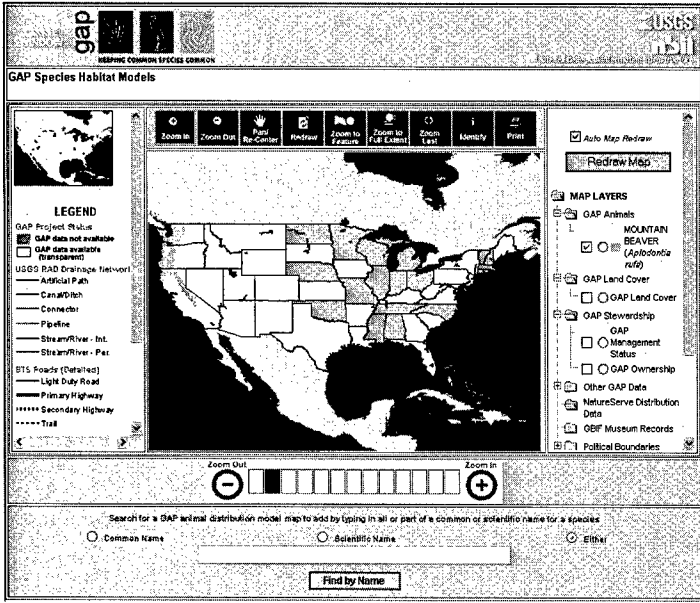 gap
KEEPING COMMON SPECIES COMMON
USGS
nbii
GAP Species Habitat Models
Zoom In
Zoom Out
Pan/
Re-Center
Redraw
Zoom to
Feature
Zoom to
Full Extent
Zoom
Last
Identify
Print
LEGEND
GAP Project Status
GAP data not available
GAP data available
(transparent)
USGS RAD Drainage Network
Artificial Path
Canal/Ditch
Connector
Pipeline
Stream/River - Int.
Stream/River - Per.
BTS Roads (Detailed)
Light Duty Road
Primary Highway
Secondary Highway
Trail
Auto Map Redraw
Redraw Map
MAP LAYERS
GAP Animals
MOUNTAIN
BEAVER
(Aplodontia
rufa)
GAP Land Cover
GAP Land Cover
GAP Stewardship
GAP
Management
Status
GAP Ownership
Other GAP Data
NatureServe Distribution
Data
GBIF Museum Records
Political Boundaries
Zoom Out
Zoom In
Search for a GAP animal distribution model map to add by typing in all or part of a common or scientific name for a species
Common Name
Scientific Name
Either
Find by Name